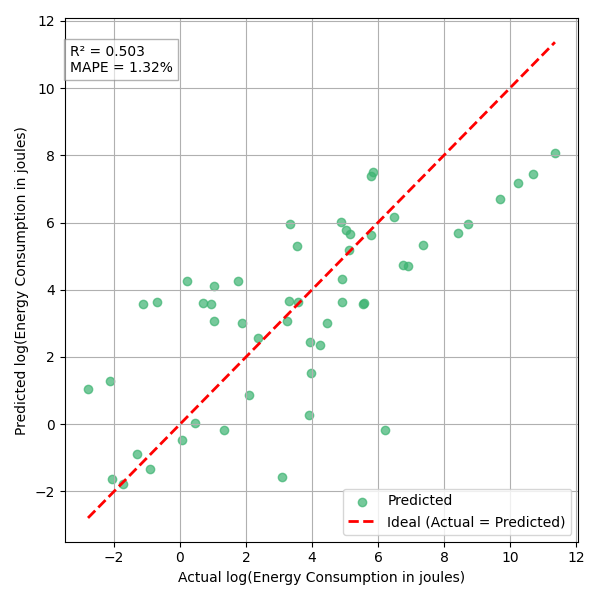 R² = 0.503
MAPE = 1.32%
12
10
8
6
4
2
0
−2
Predicted log(Energy Consumption in joules)
Predicted
Ideal (Actual = Predicted)
−2 0 2 4 6 8 10 12
Actual log(Energy Consumption in joules)